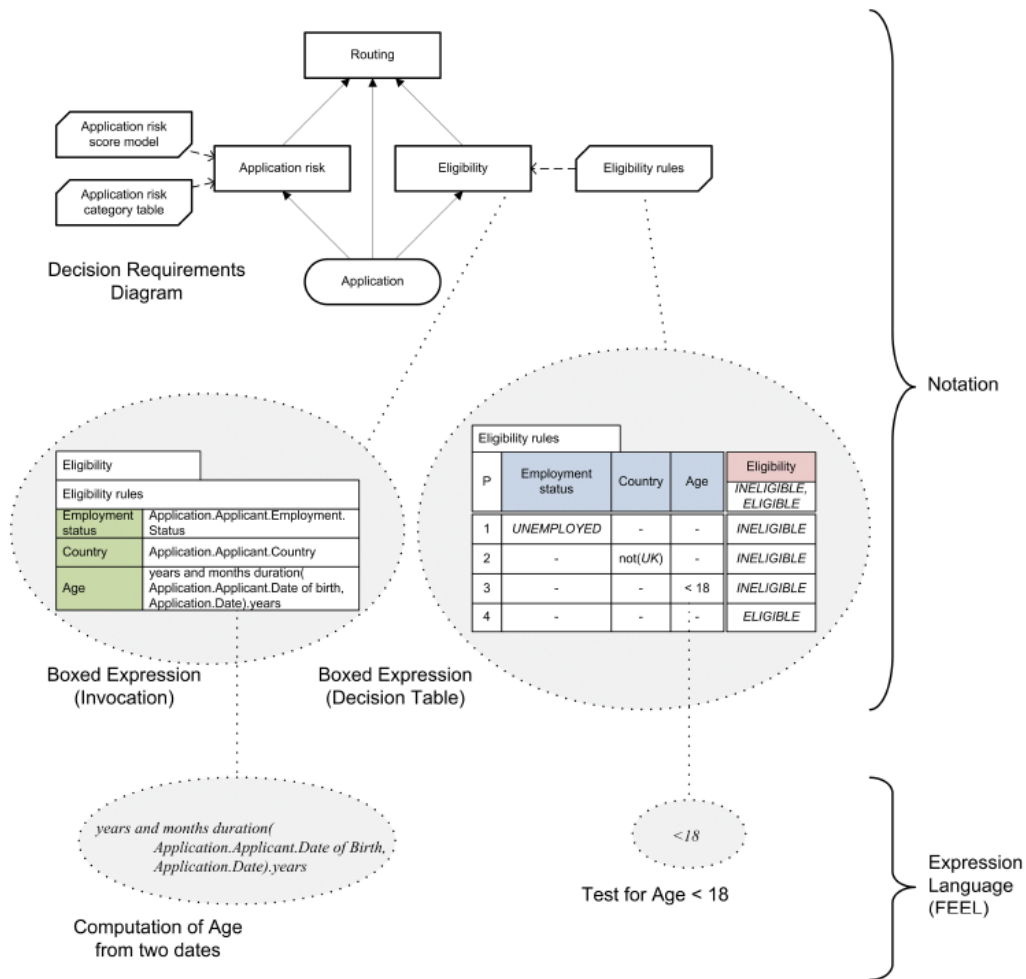 Routing
Application risk
score model
Application risk
category table
Application risk
Eligibility
Eligibility rules
Application
Decision Requirements
Diagram
Notation
Eligibility
Eligibility rules
Employment
status
Application.Applicant.Employment.
Status
Country
Application.Applicant.Country
Age
years and months duration(
Application.Applicant.Date of birth,
Application.Date).years
Boxed Expression
(Invocation)
Eligibility rules
P
Employment
status
Country
Age
Eligibility
INELIGIBLE,
ELIGIBLE
1 UNEMPLOYED - - INELIGIBLE
2 - not(UK) - INELIGIBLE
3 - - < 18 INELIGIBLE
4 - - - ELIGIBLE
Boxed Expression
(Decision Table)
years and months duration(
Application.Applicant.Date of Birth,
Application.Date).years
Computation of Age
from two dates
<18
Test for Age < 18
Expression
Language
(FEEL)